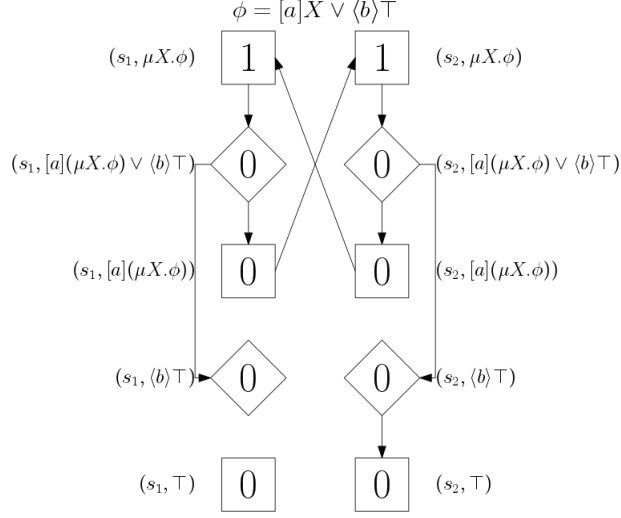 ϕ = [a]X ∨ ⟨b⟩⊤
(s₁, μX.ϕ) 1 1 (s₂, μX.ϕ)
(s₁, [a](μX.ϕ) ∨ ⟨b⟩⊤) 0 0 (s₂, [a](μX.ϕ) ∨ ⟨b⟩⊤)
(s₁, [a](μX.ϕ)) 0 0 (s₂, [a](μX.ϕ))
(s₁, ⟨b⟩⊤) 0 0 (s₂, ⟨b⟩⊤)
(s₁, ⊤) 0 0 (s₂, ⊤)